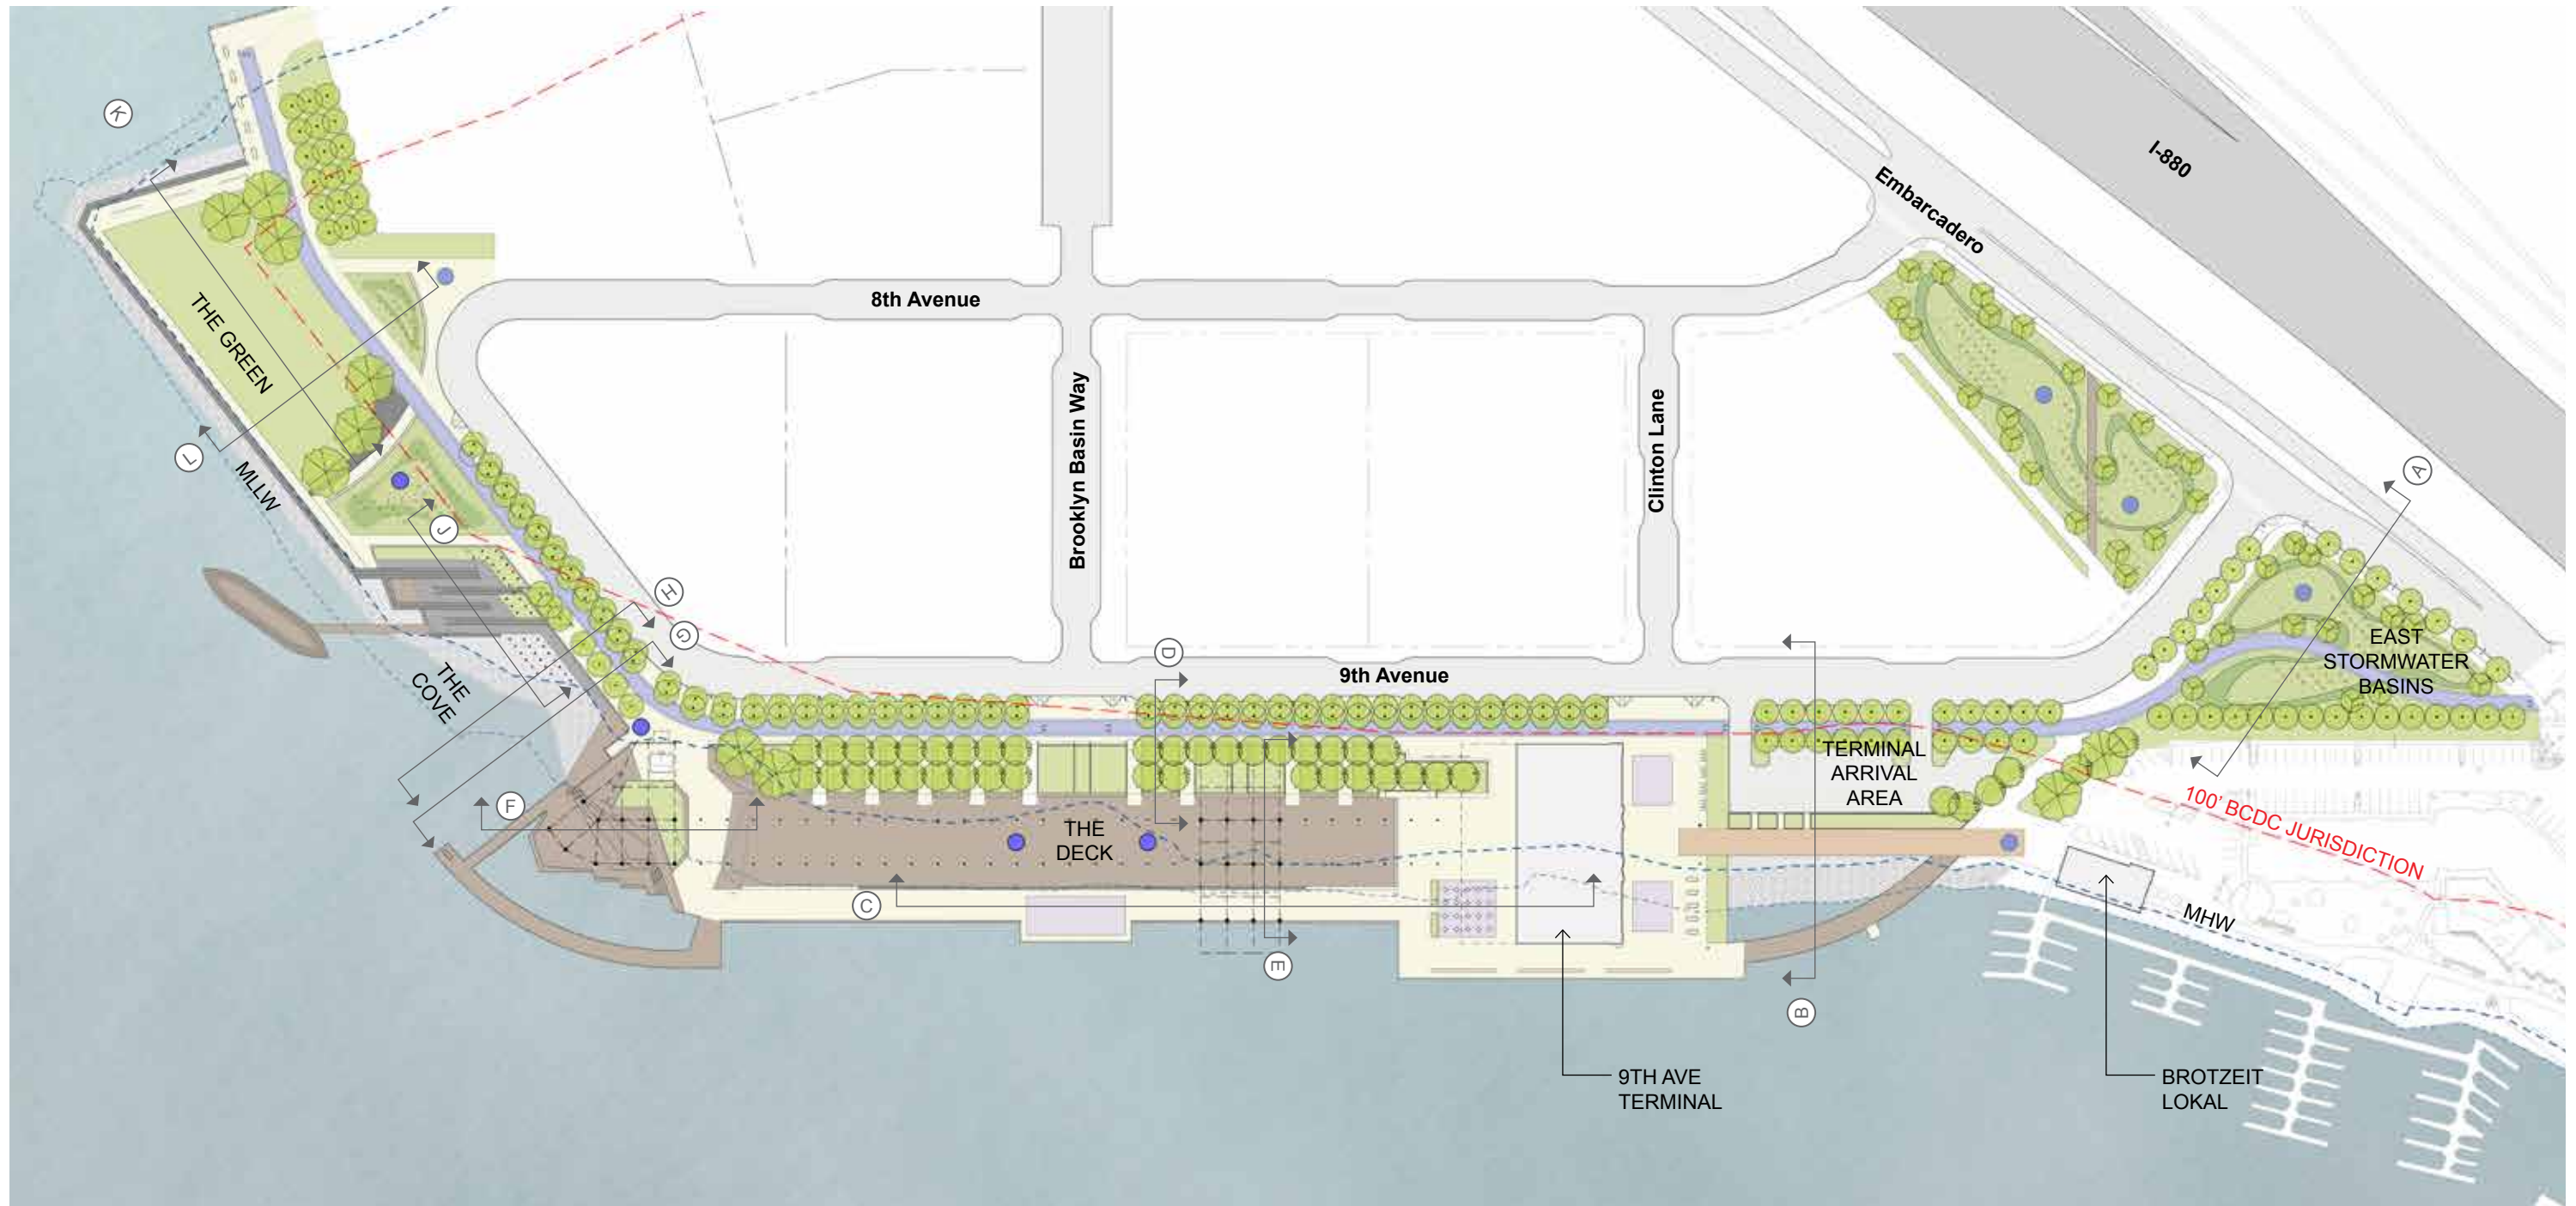 K
I-880
Embarcadero
8th Avenue
THE GREEN
L
MLLW
Brooklyn Basin Way
Clinton Lane
A
J
H
G
EAST
STORMWATER
BASINS
D
9th Avenue
THE
COVE
TERMINAL
ARRIVAL
AREA
F
THE
DECK
100' BCDC JURISDICTION
C
MHW
E
B
9TH AVE
TERMINAL
BROTZEIT
LOKAL